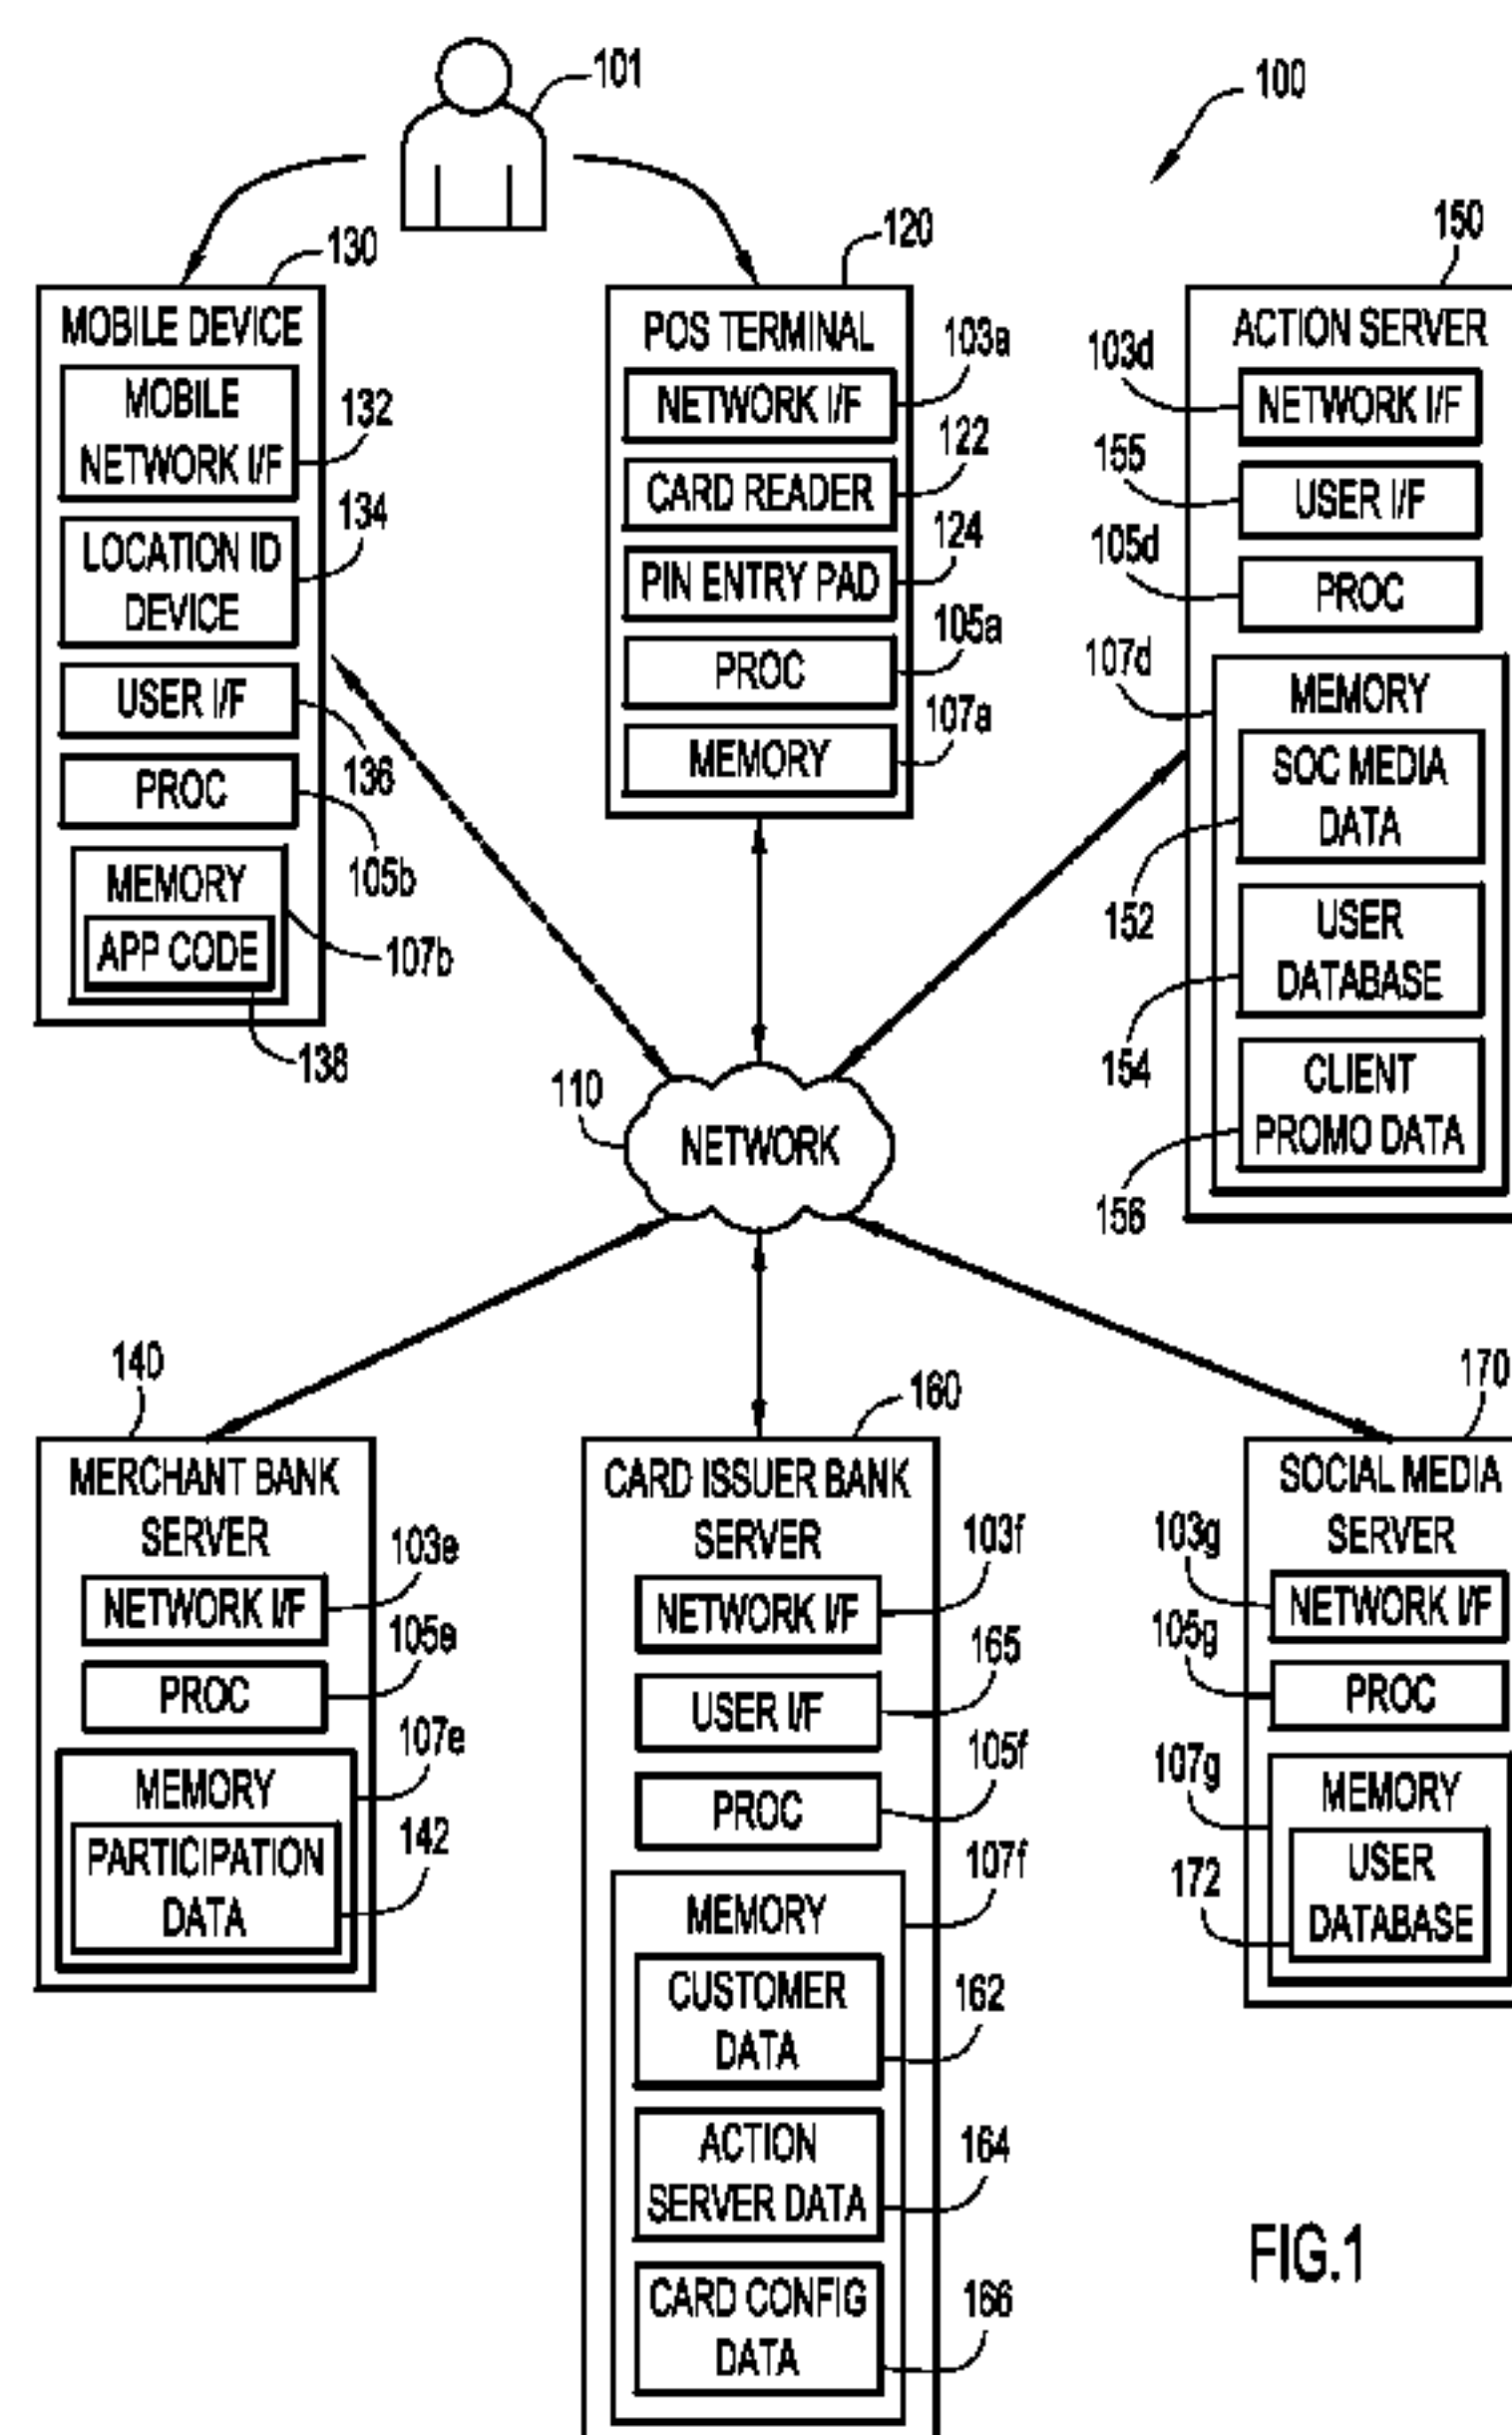 101
100
130
MOBILE DEVICE
MOBILE
NETWORK I/F
132
LOCATION ID
DEVICE
134
USER I/F
136
PROC
105b
MEMORY
APP CODE
107b
138
120
POS TERMINAL
NETWORK I/F
103a
CARD READER
122
PIN ENTRY PAD
124
PROC
105a
MEMORY
107a
150
ACTION SERVER
103d
NETWORK I/F
155
USER I/F
105d
PROC
107d
MEMORY
SOC MEDIA
DATA
152
USER
DATABASE
154
CLIENT
PROMO DATA
156
110
NETWORK
140
MERCHANT BANK
SERVER
NETWORK I/F
103e
PROC
105e
MEMORY
107e
PARTICIPATION
DATA
142
160
CARD ISSUER BANK
SERVER
NETWORK I/F
103f
USER I/F
165
PROC
105f
MEMORY
107f
CUSTOMER
DATA
162
ACTION
SERVER DATA
164
CARD CONFIG
DATA
166
170
SOCIAL MEDIA
SERVER
103g
NETWORK I/F
105g
PROC
107g
MEMORY
172
USER
DATABASE
FIG.1